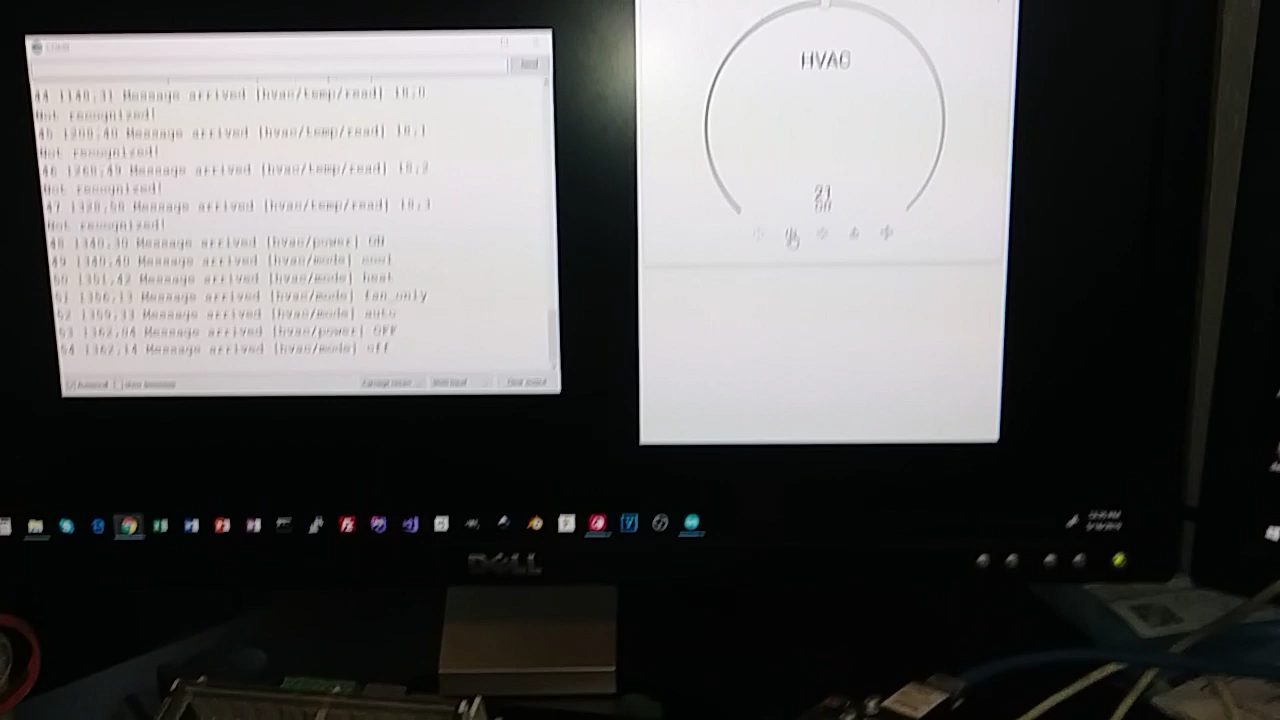 44 1148,31 Message arrived [hvac/temp/read] 18,0
Not recognized!
45 1208,40 Message arrived [hvac/temp/read] 18,1
Not recognized!
46 1268,49 Message arrived [hvac/temp/read] 18,2
Not recognized!
47 1328,58 Message arrived [hvac/temp/read] 18,3
Not recognized!
48 1340,30 Message arrived [hvac/power] ON
49 1340,40 Message arrived [hvac/mode] cool
50 1351,42 Message arrived [hvac/mode] heat
51 1356,13 Message arrived [hvac/mode] fan_only
52 1359,33 Message arrived [hvac/mode] auto
53 1362,04 Message arrived [hvac/power] OFF
54 1362,14 Message arrived [hvac/mode] off
HVAC
21
DELL